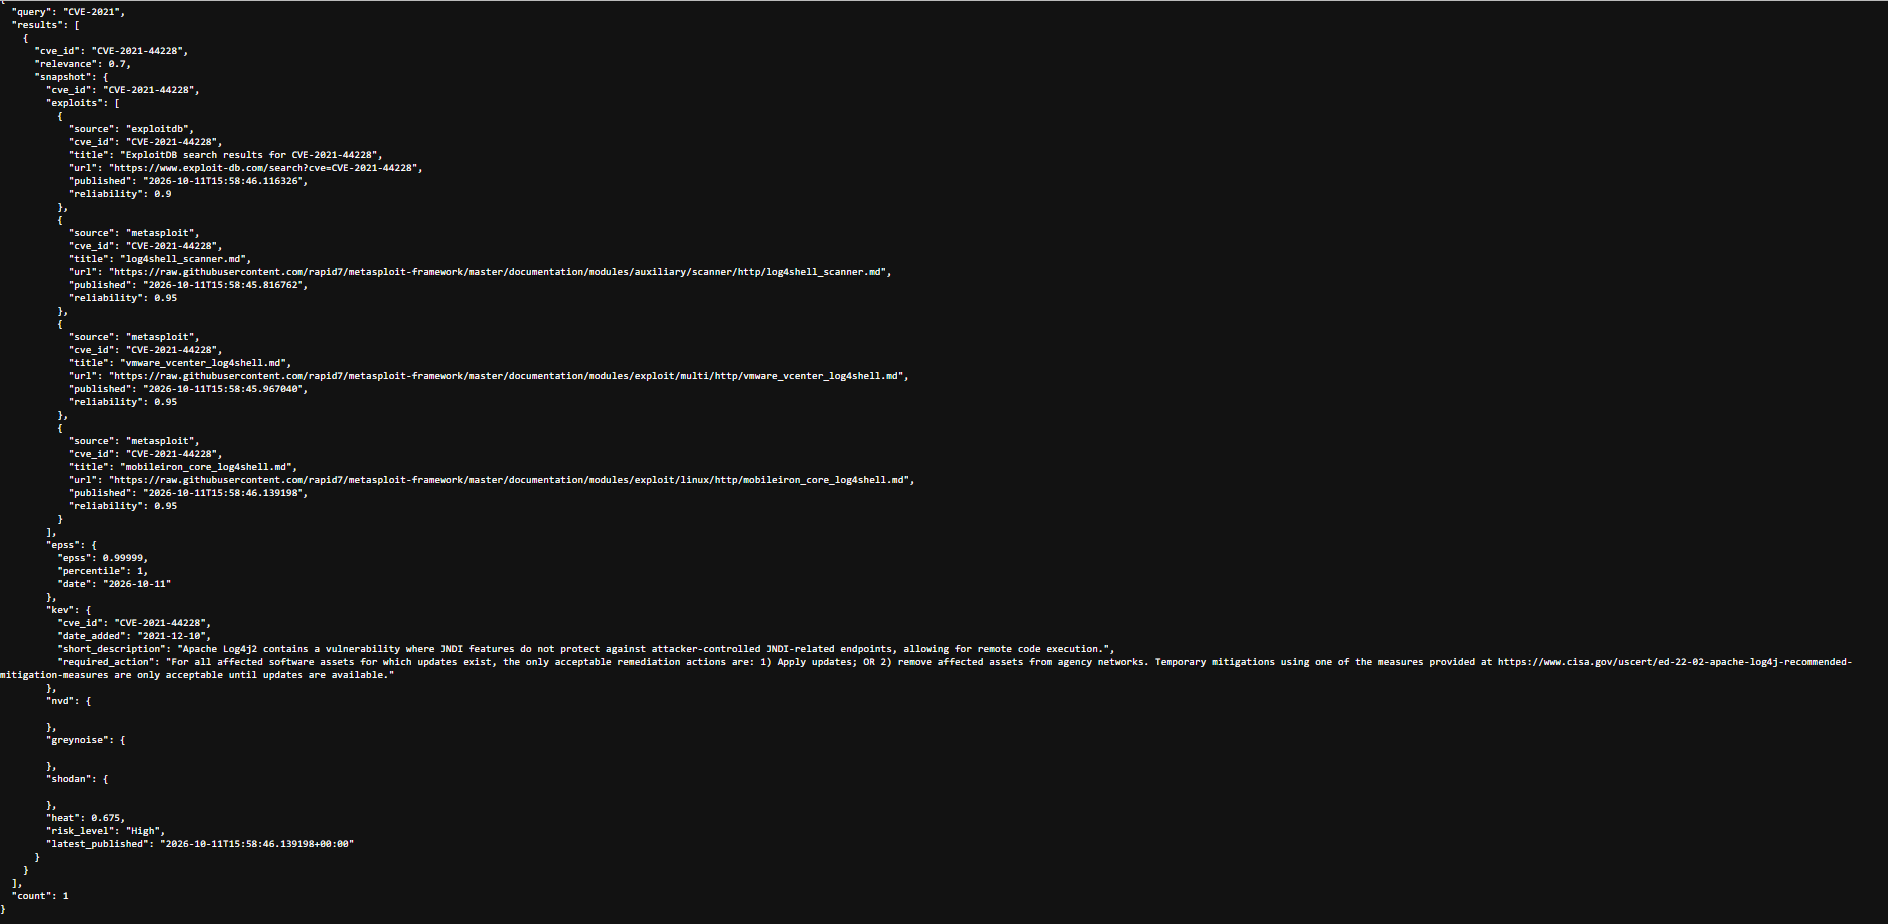 {
  "query": "CVE-2021",
  "results": [
    {
      "cve_id": "CVE-2021-44228",
      "relevance": 0.7,
      "snapshot": {
        "cve_id": "CVE-2021-44228",
        "exploits": [
          {
            "source": "exploitdb",
            "cve_id": "CVE-2021-44228",
            "title": "ExploitDB search results for CVE-2021-44228",
            "url": "https://www.exploit-db.com/search?cve=CVE-2021-44228",
            "published": "2026-10-11T15:58:46.116326",
            "reliability": 0.9
          },
          {
            "source": "metasploit",
            "cve_id": "CVE-2021-44228",
            "title": "log4shell_scanner.md",
            "url": "https://raw.githubusercontent.com/rapid7/metasploit-framework/master/documentation/modules/auxiliary/scanner/http/log4shell_scanner.md",
            "published": "2026-10-11T15:58:45.816762",
            "reliability": 0.95
          },
          {
            "source": "metasploit",
            "cve_id": "CVE-2021-44228",
            "title": "vmware_vcenter_log4shell.md",
            "url": "https://raw.githubusercontent.com/rapid7/metasploit-framework/master/documentation/modules/exploit/multi/http/vmware_vcenter_log4shell.md",
            "published": "2026-10-11T15:58:45.967040",
            "reliability": 0.95
          },
          {
            "source": "metasploit",
            "cve_id": "CVE-2021-44228",
            "title": "mobileiron_core_log4shell.md",
            "url": "https://raw.githubusercontent.com/rapid7/metasploit-framework/master/documentation/modules/exploit/linux/http/mobileiron_core_log4shell.md",
            "published": "2026-10-11T15:58:46.139198",
            "reliability": 0.95
          }
        ],
        "epss": {
          "epss": 0.99999,
          "percentile": 1,
          "date": "2026-10-11"
        },
        "kev": {
          "cve_id": "CVE-2021-44228",
          "date_added": "2021-12-10",
          "short_description": "Apache Log4j2 contains a vulnerability where JNDI features do not protect against attacker-controlled JNDI-related endpoints, allowing for remote code execution.",
          "required_action": "For all affected software assets for which updates exist, the only acceptable remediation actions are: 1) Apply updates; OR 2) remove affected assets from agency networks. Temporary mitigations using one of the measures provided at https://www.cisa.gov/uscert/ed-22-02-apache-log4j-recommended-
mitigation-measures are only acceptable until updates are available."
        },
        "nvd": {

        },
        "greynoise": {

        },
        "shodan": {

        },
        "heat": 0.675,
        "risk_level": "High",
        "latest_published": "2026-10-11T15:58:46.139198+00:00"
      }
    }
  ],
  "count": 1
}